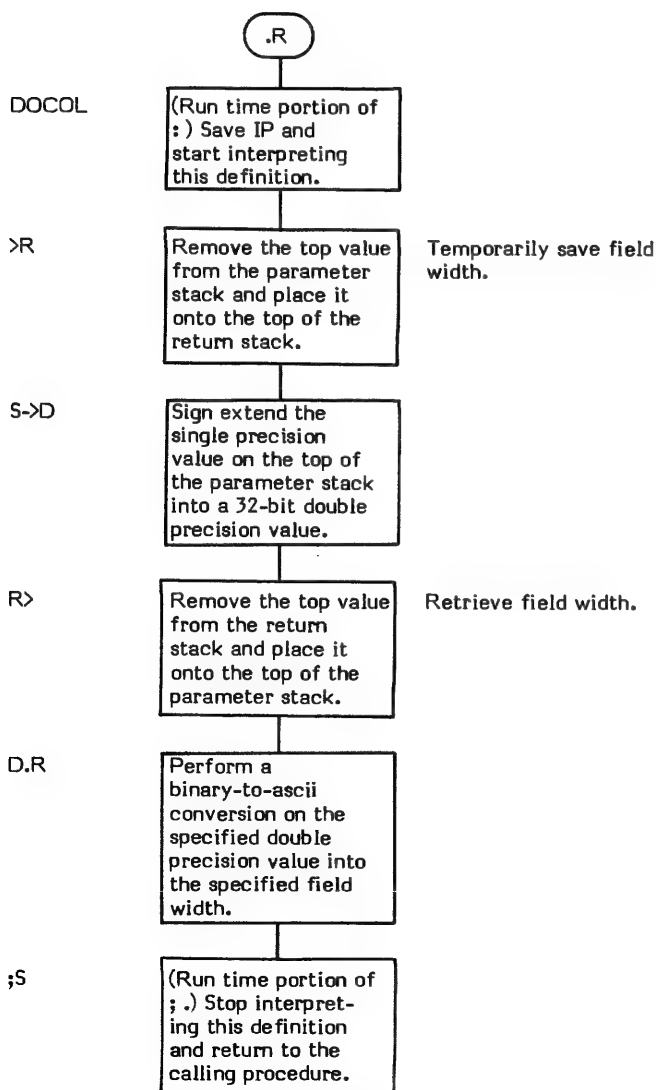 .R
DOCOL
(Run time portion of
: ) Save IP and
start interpreting
this definition.
>R
Remove the top value
from the parameter
stack and place it
onto the top of the
return stack.
Temporarily save field
width.
S->D
Sign extend the
single precision
value on the top of
the parameter stack
into a 32-bit double
precision value.
R>
Remove the top value
from the return
stack and place it
onto the top of the
parameter stack.
Retrieve field width.
D.R
Perform a
binary-to-ascii
conversion on the
specified double
precision value into
the specified field
width.
;S
(Run time portion of
; .) Stop interpret-
ing this definition
and return to the
calling procedure.